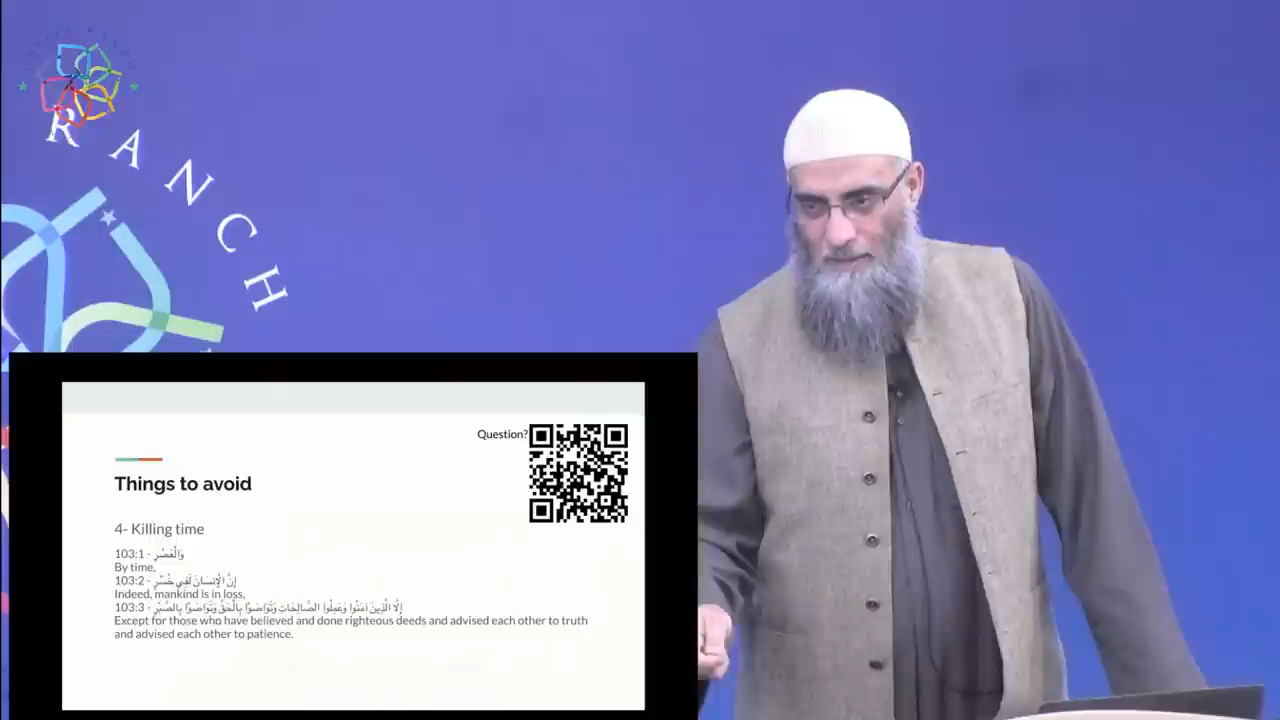 RANCH
Question?
Things to avoid
4- Killing time
103:1 - وَالْعَصْرِ
By time,
103:2 - إِنَّ الْإِنسَانَ لَفِي خُسْرٍ
Indeed, mankind is in loss,
103:3 - إِلَّا الَّذِينَ آمَنُوا وَعَمِلُوا الصَّالِحَاتِ وَتَوَاصَوْا بِالْحَقِّ وَتَوَاصَوْا بِالصَّبْرِ
Except for those who have believed and done righteous deeds and advised each other to truth
and advised each other to patience.